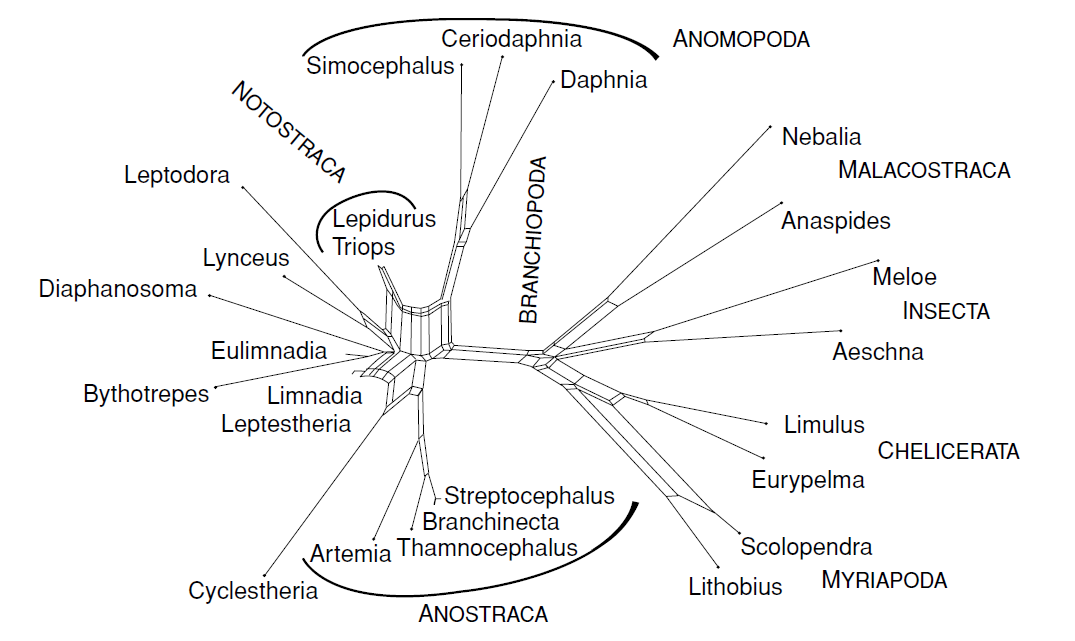 Ceriodaphnia
ANOMOPODA
Simocephalus
Daphnia
NOTOSTRACA
Nebalia
MALACOSTRACA
Leptodora
Lepidurus
Triops
BRANCHIOPODA
Anaspides
Lynceus
Meloe
Diaphanosoma
INSECTA
Eulimnadia
Aeschna
Bythotrepes
Limnadia
Leptestheria
Limulus
CHELICERATA
Eurypelma
Streptocephalus
Branchinecta
Artemia
Thamnocephalus
Scolopendra
Cyclestheria
Lithobius
MYRIAPODA
ANOSTRACA